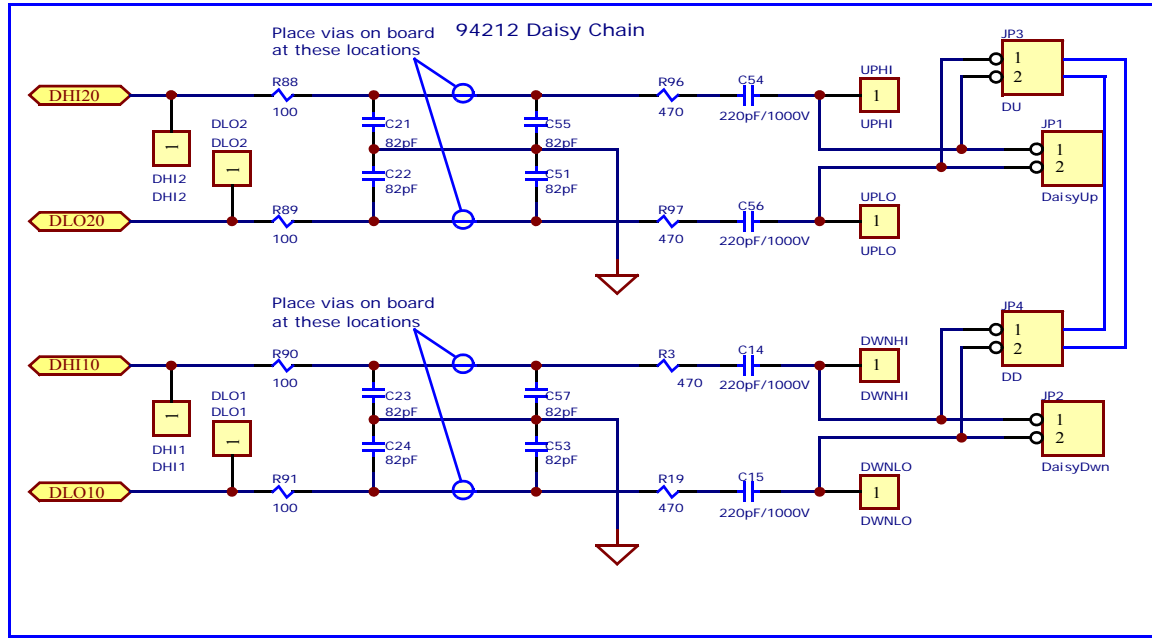 Place vias on board
at these locations
94212 Daisy Chain
JP3
1
2
DU
DHI20
R88
100
C21
82pF
C55
82pF
R96
470
C54
220pF/1000V
UPHI
1
UPHI
1
DHI2
DHI2
DLO2
DLO2
1
C22
82pF
C51
82pF
JP1
1
2
DaisyUp
DLO20
R89
100
R97
470
C56
220pF/1000V
UPLO
1
UPLO
Place vias on board
at these locations
JP4
1
2
DD
DHI10
R90
100
C23
82pF
C57
82pF
R3
470
C14
220pF/1000V
DWNHI
1
DWNHI
1
DHI1
DHI1
DLO1
DLO1
1
C24
82pF
C53
82pF
JP2
1
2
DaisyDwn
DLO10
R91
100
R19
470
C15
220pF/1000V
DWNLO
1
DWNLO